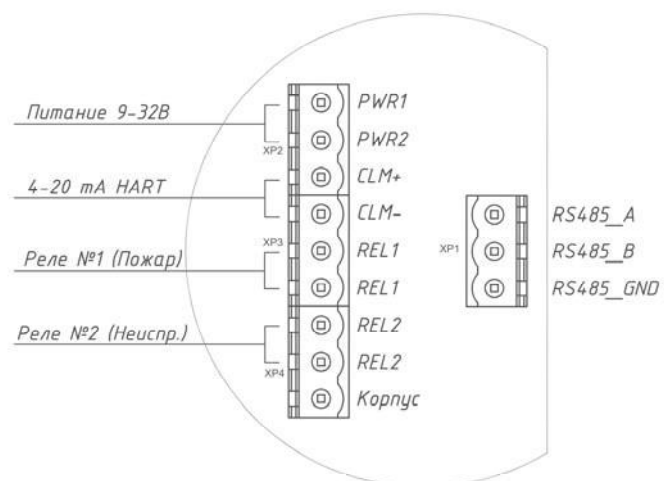 Питание 9-32В
4-20 mA HART
Реле №1 (Пожар)
Реле №2 (Неиспр.)
XP2
XP3
XP4
PWR1
PWR2
CLM+
CLM-
REL1
REL1
REL2
REL2
Корпус
XP1
RS485_A
RS485_B
RS485_GND